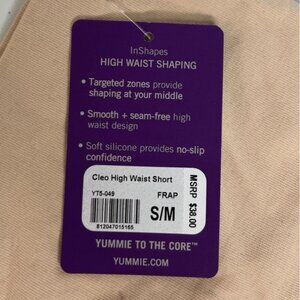 InShapes
HIGH WAIST SHAPING
• Targeted zones provide
shaping at your middle
• Smooth + seam-free high
waist design
• Soft silicone provides no-slip
confidence
Cleo High Waist Short
YT5-049
FRAP
812047015165
S/M
MSRP
$38.00
YUMMIE TO THE CORE™
YUMMIE.COM